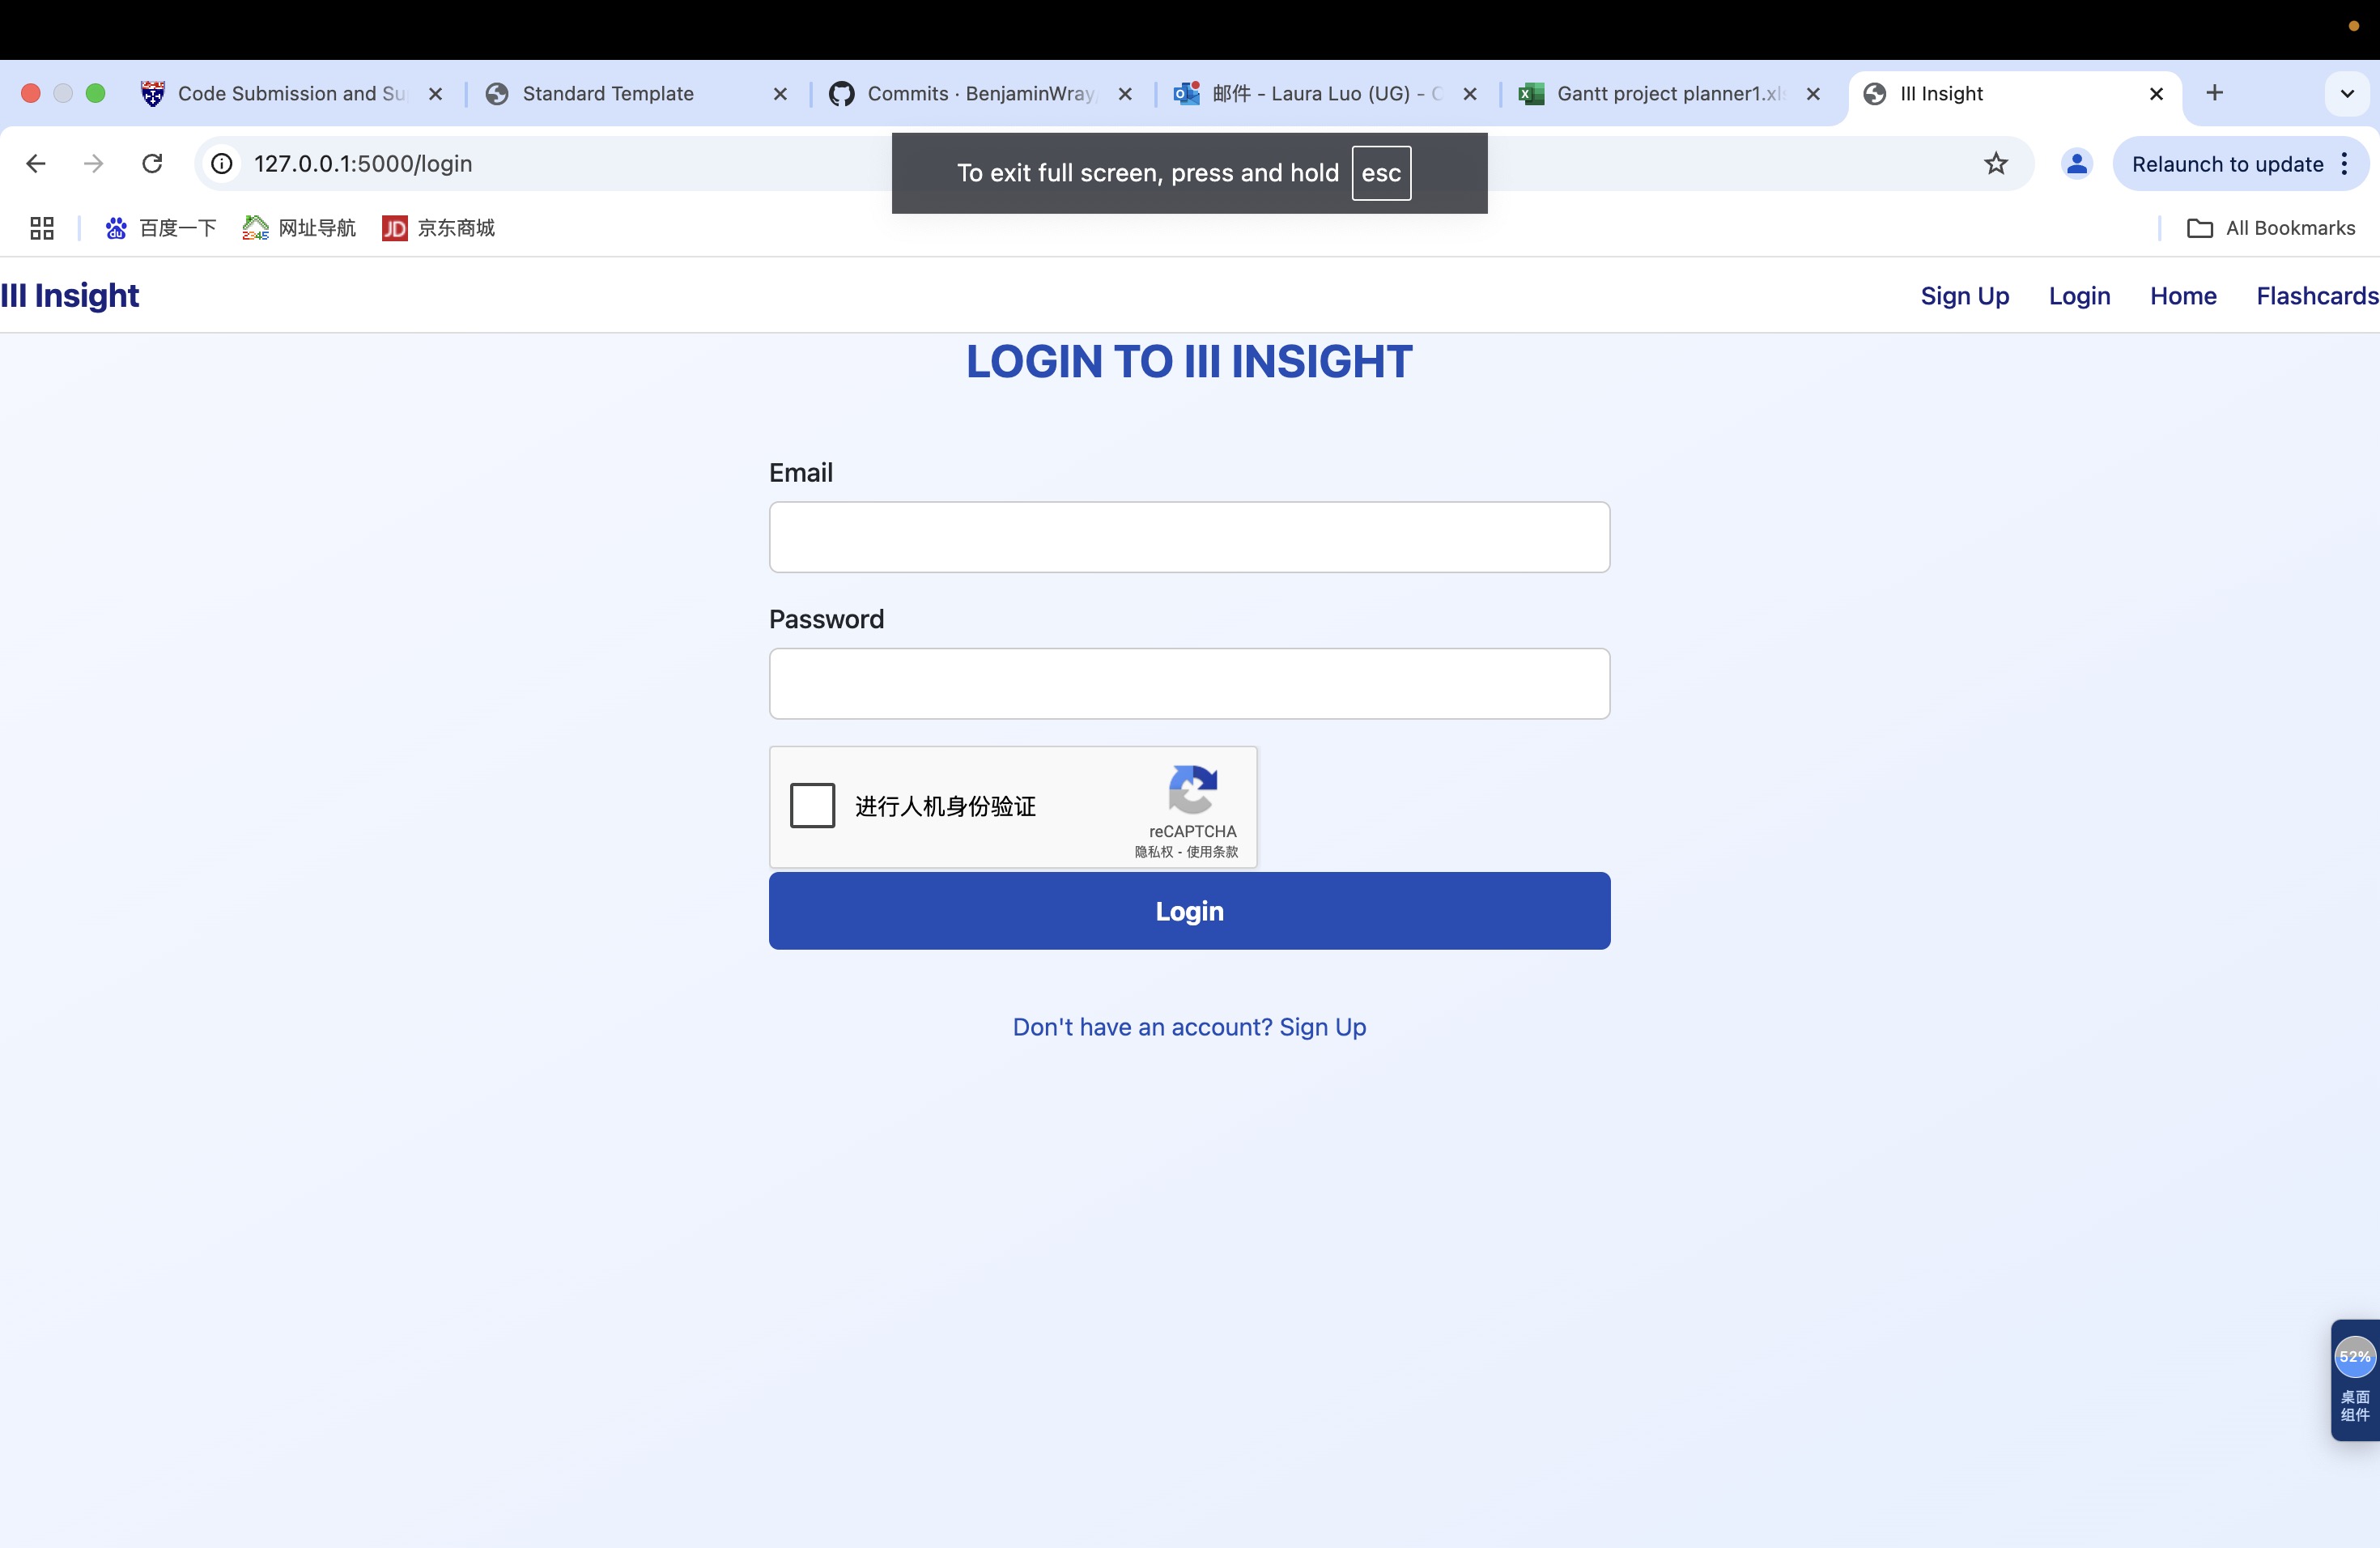 Code Submission and Su
Standard Template
Commits · BenjaminWray/
邮件 - Laura Luo (UG) - O
Gantt project planner1.xls
III Insight
127.0.0.1:5000/login
To exit full screen, press and hold esc
Relaunch to update
百度一下
网址导航
京东商城
All Bookmarks
III Insight
Sign Up
Login
Home
Flashcards
LOGIN TO III INSIGHT
Email
Password
进行人机身份验证
reCAPTCHA
隐私权 - 使用条款
Login
Don't have an account? Sign Up
52%
桌面
组件